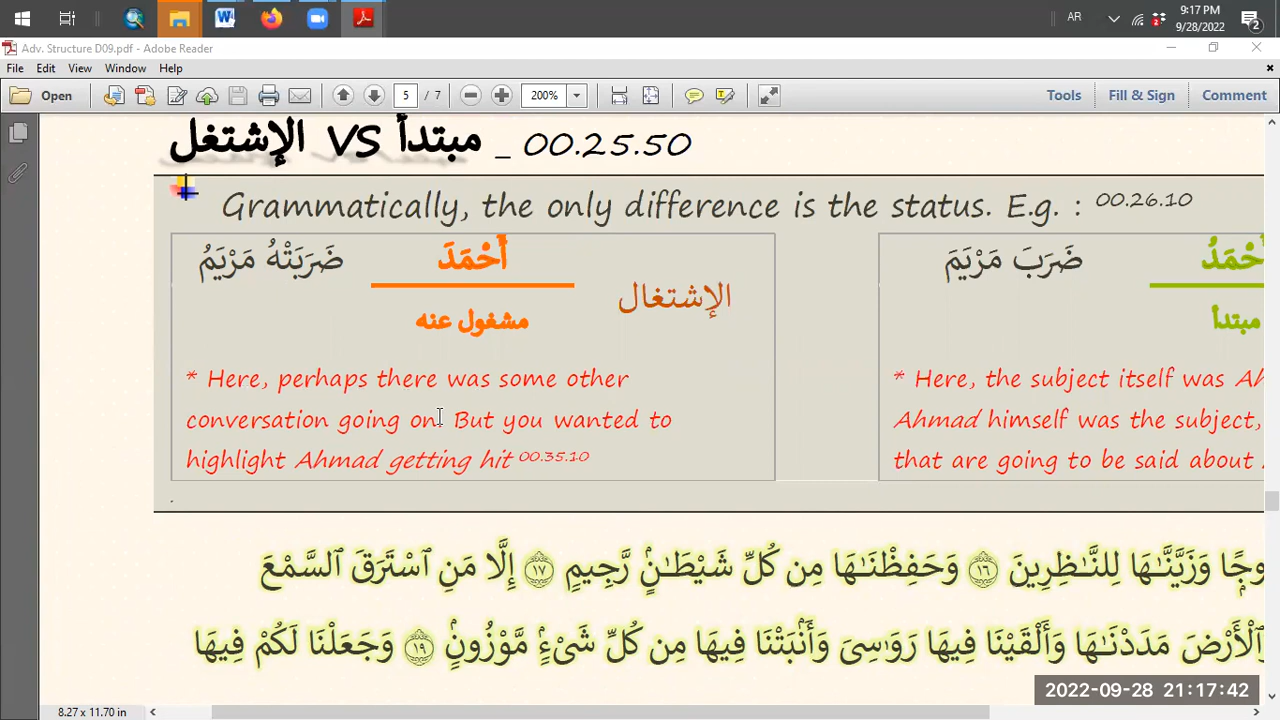 AR
9:17 PM
9/28/2022
2
2
Adv. Structure D09.pdf - Adobe Reader
File Edit View Window Help
Open 5 / 7 200% Tools Fill & Sign Comment
مبتدأ VS الإشتغل _ 00.25.50
Grammatically, the only difference is the status. E.g. : 00.26.10
أَحْمَدَ ضَرَبَتْهُ مَرْيَمُ
الإشتغال
مشغول عنه
* Here, perhaps there was some other
conversation going on. But you wanted to
highlight Ahmad getting hit 00.35.10
ضَرَبَ مَرْيَمَ
مبتدأ
* Here, the subject itself was
Ahmad himself was the subject,
that are going to be said about
وَزَيَّنَّـٰهَا لِلنَّـٰظِرِينَ ١٦ وَحَفِظْنَـٰهَا مِن كُلِّ شَيْطَـٰنٍ رَّجِيمٍ ١٧ إِلَّا مَنِ ٱسْتَرَقَ ٱلسَّمْعَ
ٱلْأَرْضَ مَدَدْنَـٰهَا وَأَلْقَيْنَا فِيهَا رَوَٰسِىَ وَأَنۢبَتْنَا فِيهَا مِن كُلِّ شَىْءٍ مَّوْزُونٍ ١٩ وَجَعَلْنَا لَكُمْ فِيهَا
2022-09-28 21:17:42
8.27 x 11.70 in